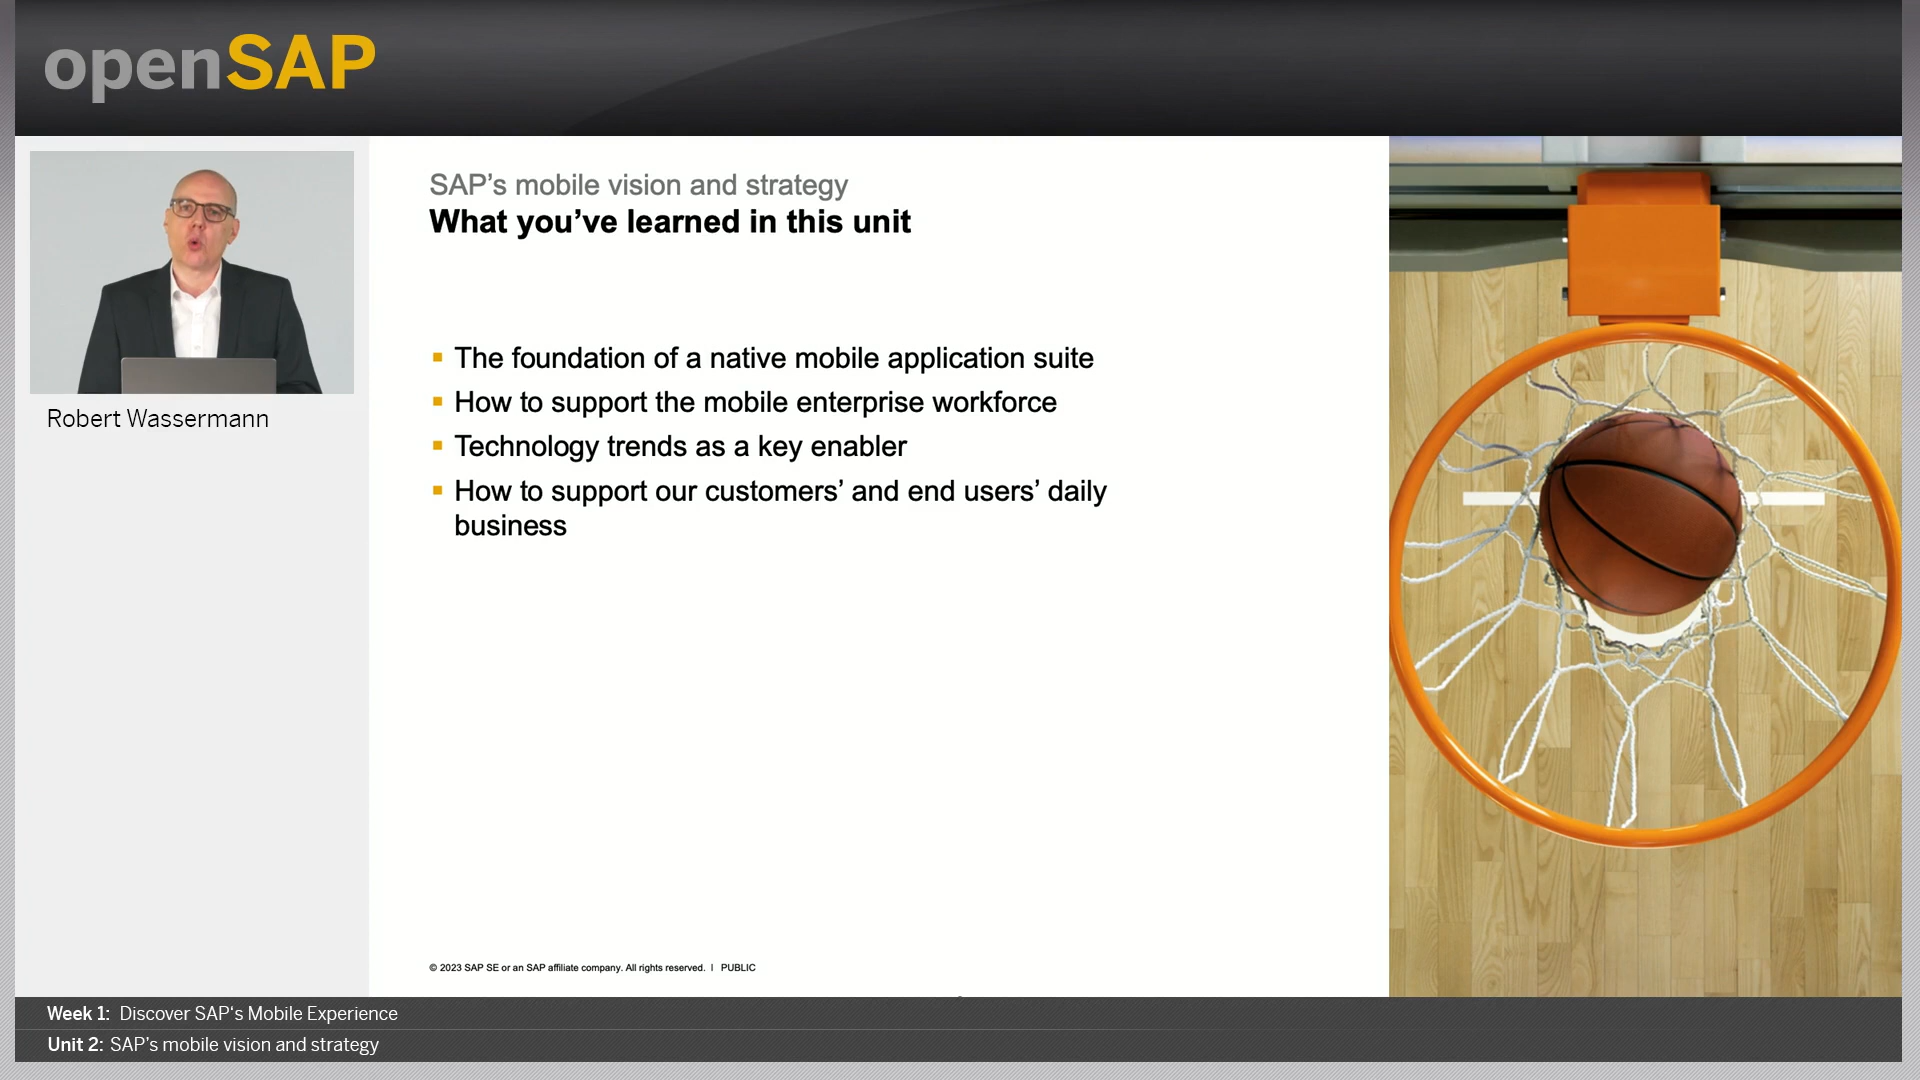 openSAP
Robert Wassermann
SAP’s mobile vision and strategy
What you’ve learned in this unit
The foundation of a native mobile application suite
How to support the mobile enterprise workforce
Technology trends as a key enabler
How to support our customers’ and end users’ daily
business
© 2023 SAP SE or an SAP affiliate company. All rights reserved. | PUBLIC
Week 1: Discover SAP‘s Mobile Experience
Unit 2: SAP’s mobile vision and strategy